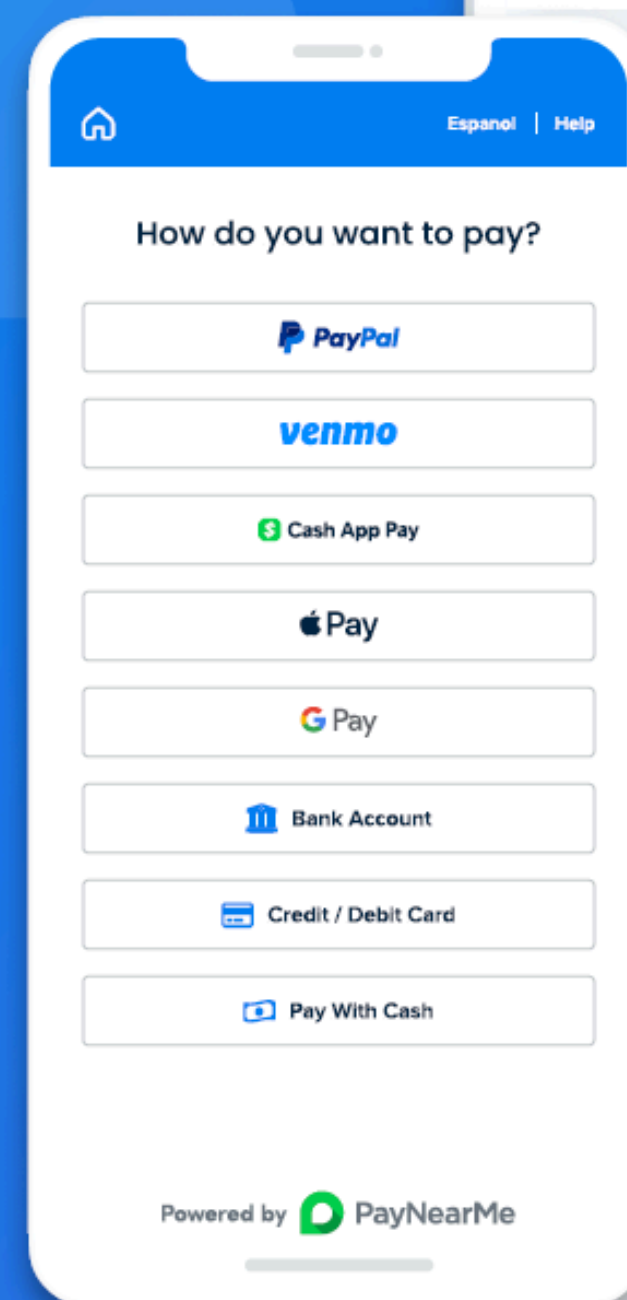 Espanol | Help
How do you want to pay?
PayPal
venmo
Cash App Pay
Pay
G Pay
Bank Account
Credit / Debit Card
Pay With Cash
Powered by PayNearMe